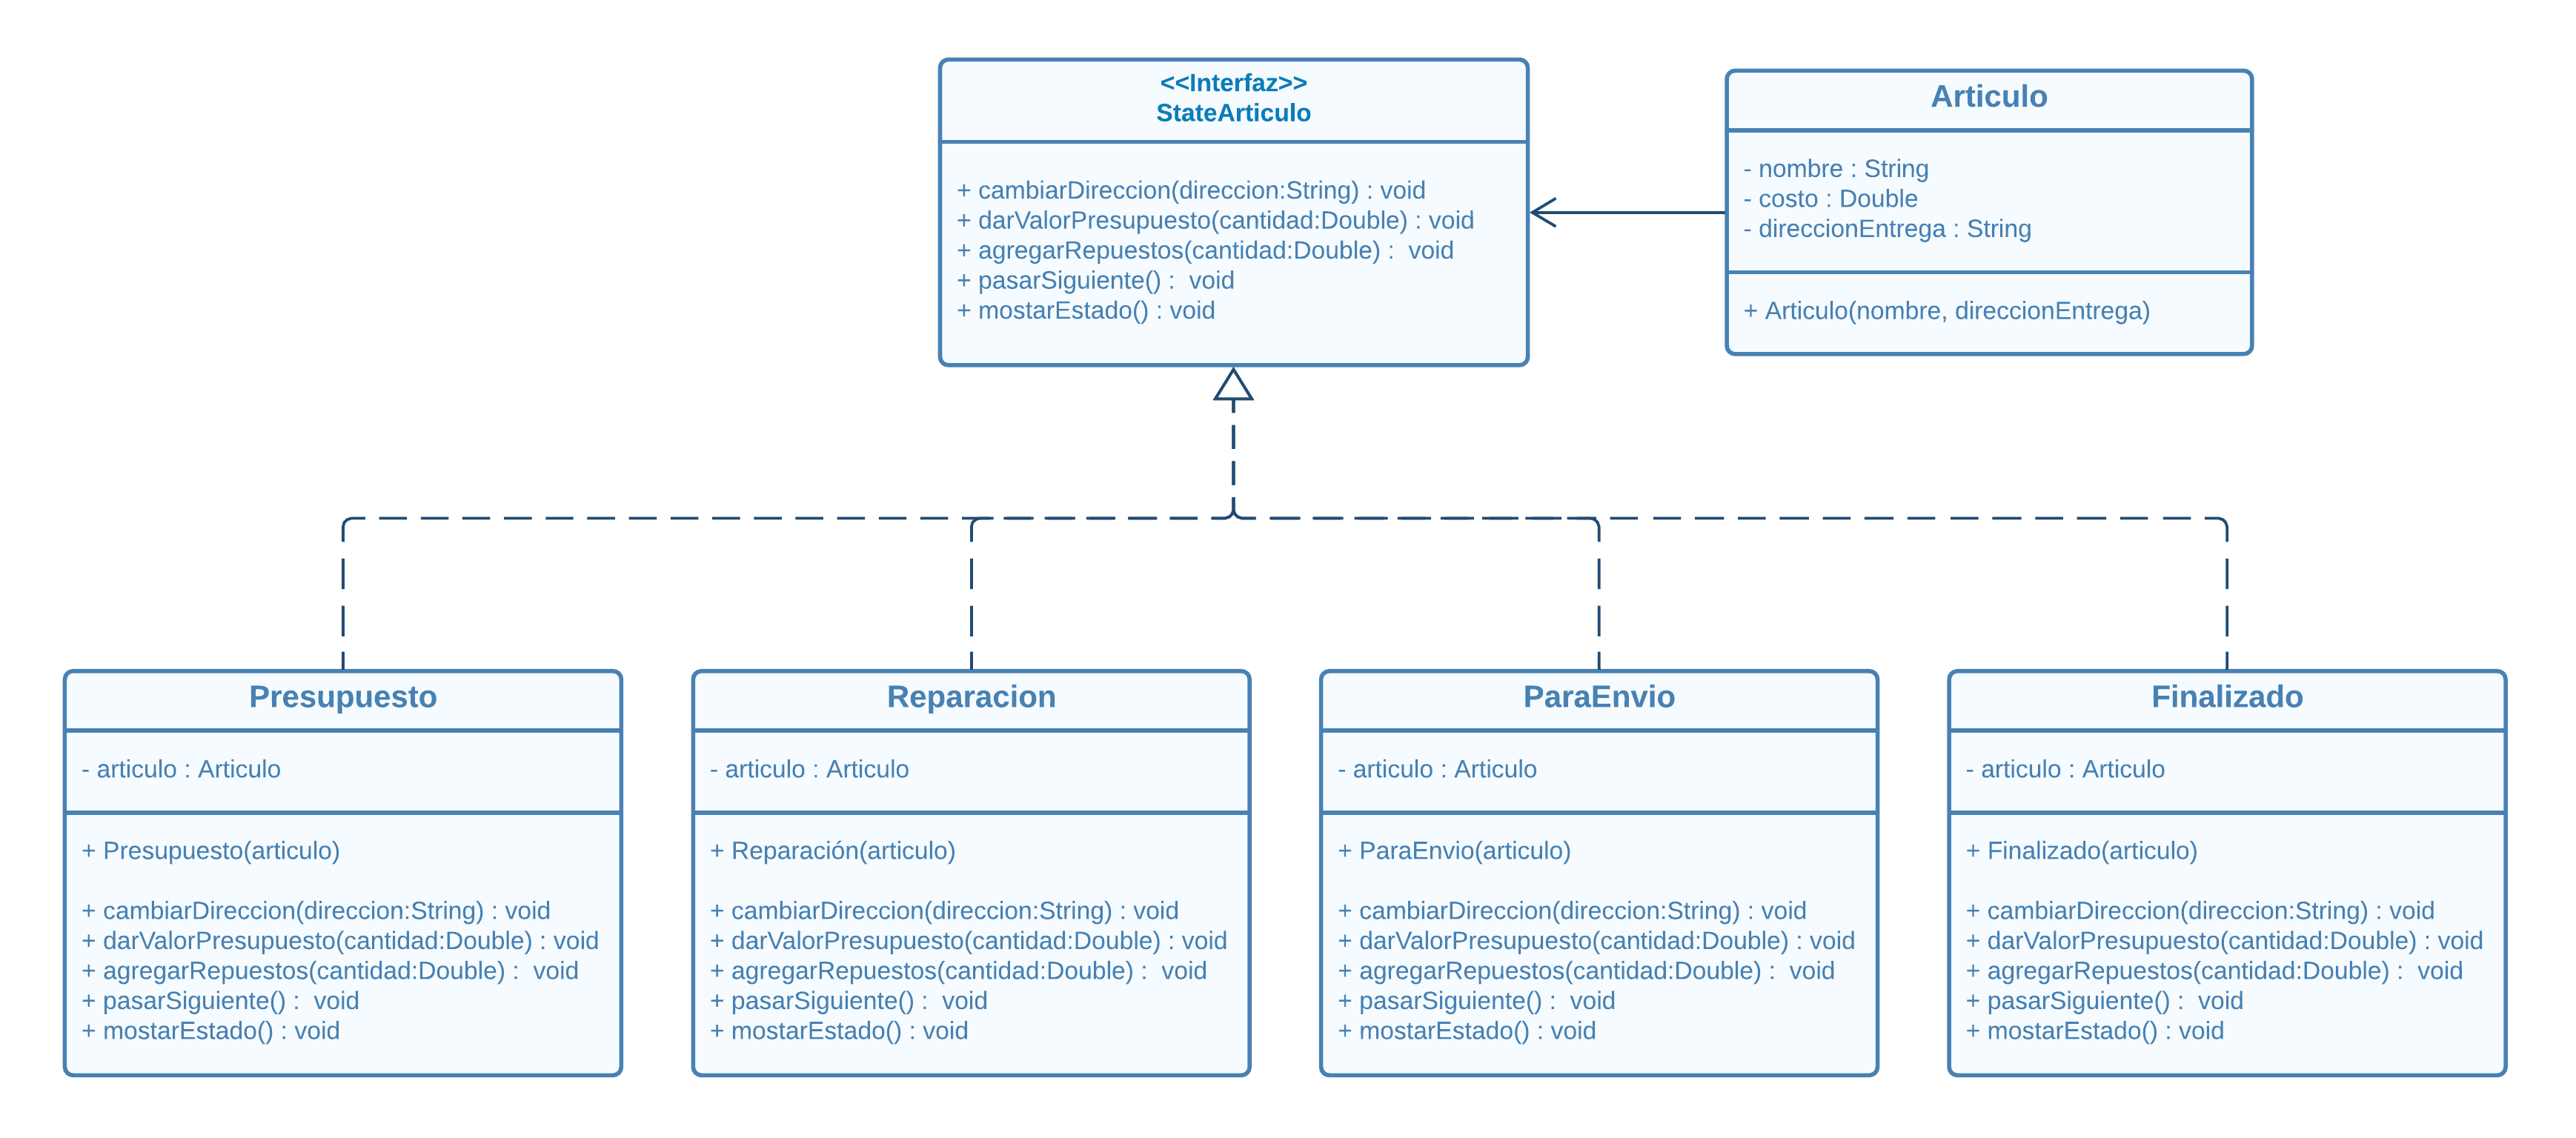 <<Interfaz>>
StateArticulo
+ cambiarDireccion(direccion:String) : void
+ darValorPresupuesto(cantidad:Double) : void
+ agregarRepuestos(cantidad:Double) :  void
+ pasarSiguiente() :  void
+ mostarEstado() : void
Articulo
- nombre : String
- costo : Double
- direccionEntrega : String
+ Articulo(nombre, direccionEntrega)
Presupuesto
- articulo : Articulo
+ Presupuesto(articulo)
+ cambiarDireccion(direccion:String) : void
+ darValorPresupuesto(cantidad:Double) : void
+ agregarRepuestos(cantidad:Double) :  void
+ pasarSiguiente() :  void
+ mostarEstado() : void
Reparacion
- articulo : Articulo
+ Reparación(articulo)
+ cambiarDireccion(direccion:String) : void
+ darValorPresupuesto(cantidad:Double) : void
+ agregarRepuestos(cantidad:Double) :  void
+ pasarSiguiente() :  void
+ mostarEstado() : void
ParaEnvio
- articulo : Articulo
+ ParaEnvio(articulo)
+ cambiarDireccion(direccion:String) : void
+ darValorPresupuesto(cantidad:Double) : void
+ agregarRepuestos(cantidad:Double) :  void
+ pasarSiguiente() :  void
+ mostarEstado() : void
Finalizado
- articulo : Articulo
+ Finalizado(articulo)
+ cambiarDireccion(direccion:String) : void
+ darValorPresupuesto(cantidad:Double) : void
+ agregarRepuestos(cantidad:Double) :  void
+ pasarSiguiente() :  void
+ mostarEstado() : void